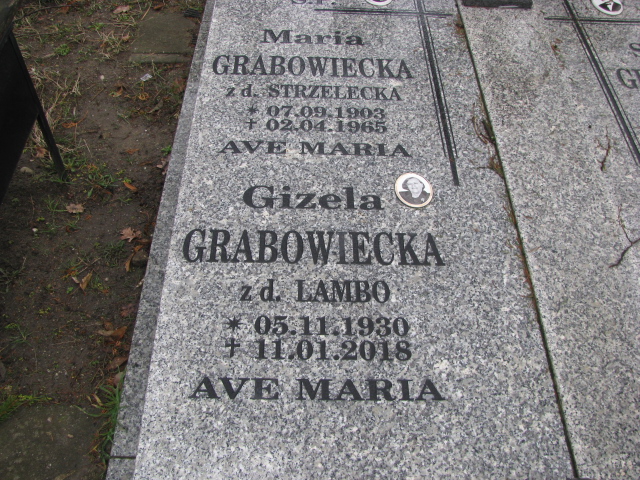 Maria
GRABOWIECKA
z d. STRZELECKA
* 07.09.1903
† 02.04.1965
AVE MARIA
Gizela
GRABOWIECKA
z d. LAMBO
* 05.11.1930
† 11.01.2018
AVE MARIA